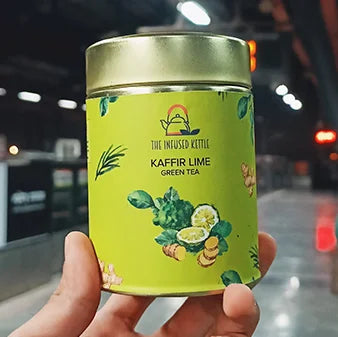 THE INFUSED KETTLE
KAFFIR LIME
GREEN TEA